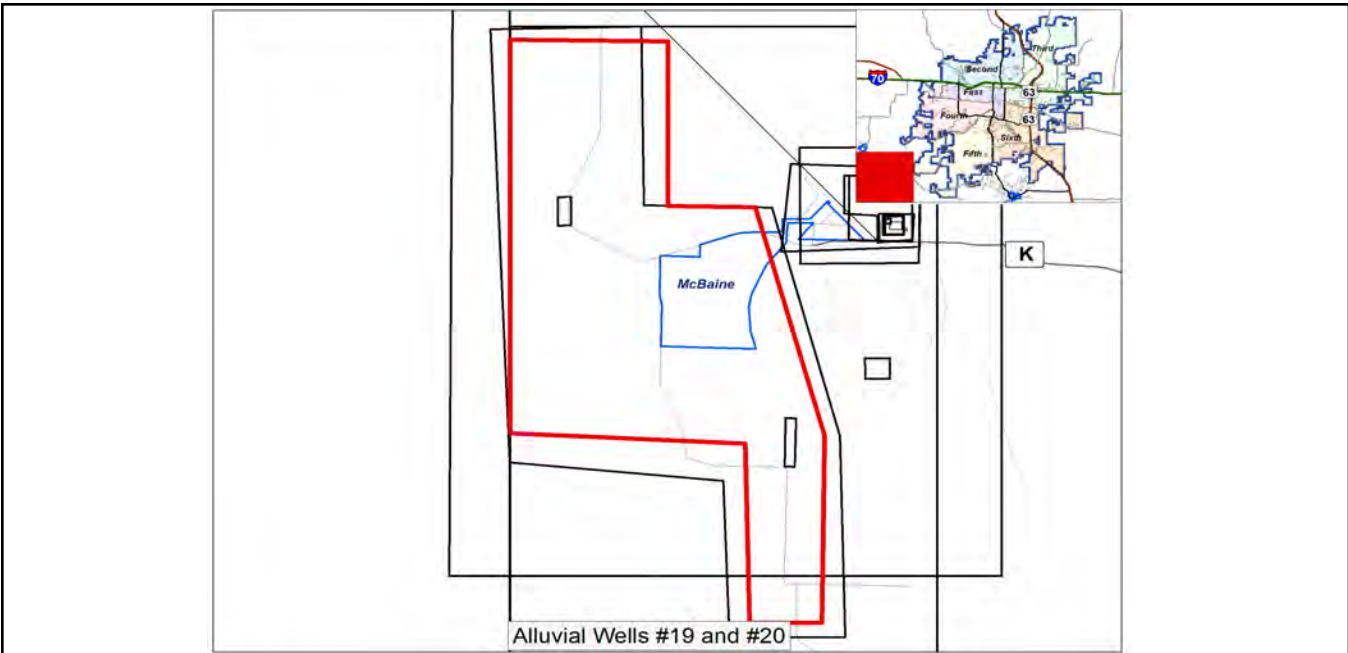 Third
Second
70
First
63
Fourth
63
Sixth
Fifth
K
McBaine
Alluvial Wells #19 and #20